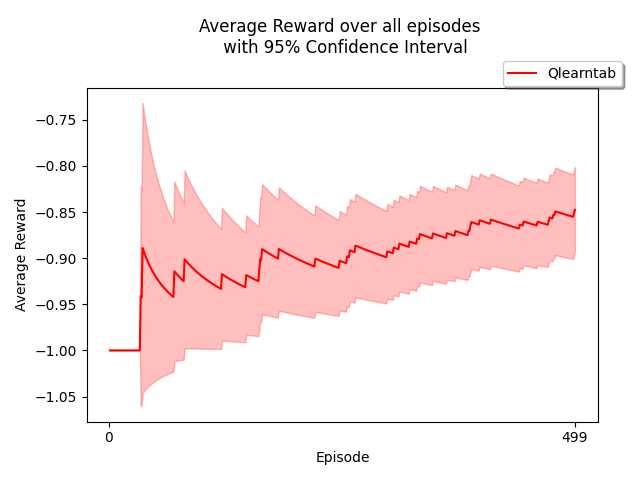 Average Reward over all episodes
with 95% Confidence Interval
Qlearntab
−0.75
−0.80
−0.85
−0.90
−0.95
−1.00
−1.05
Average Reward
0
499
Episode